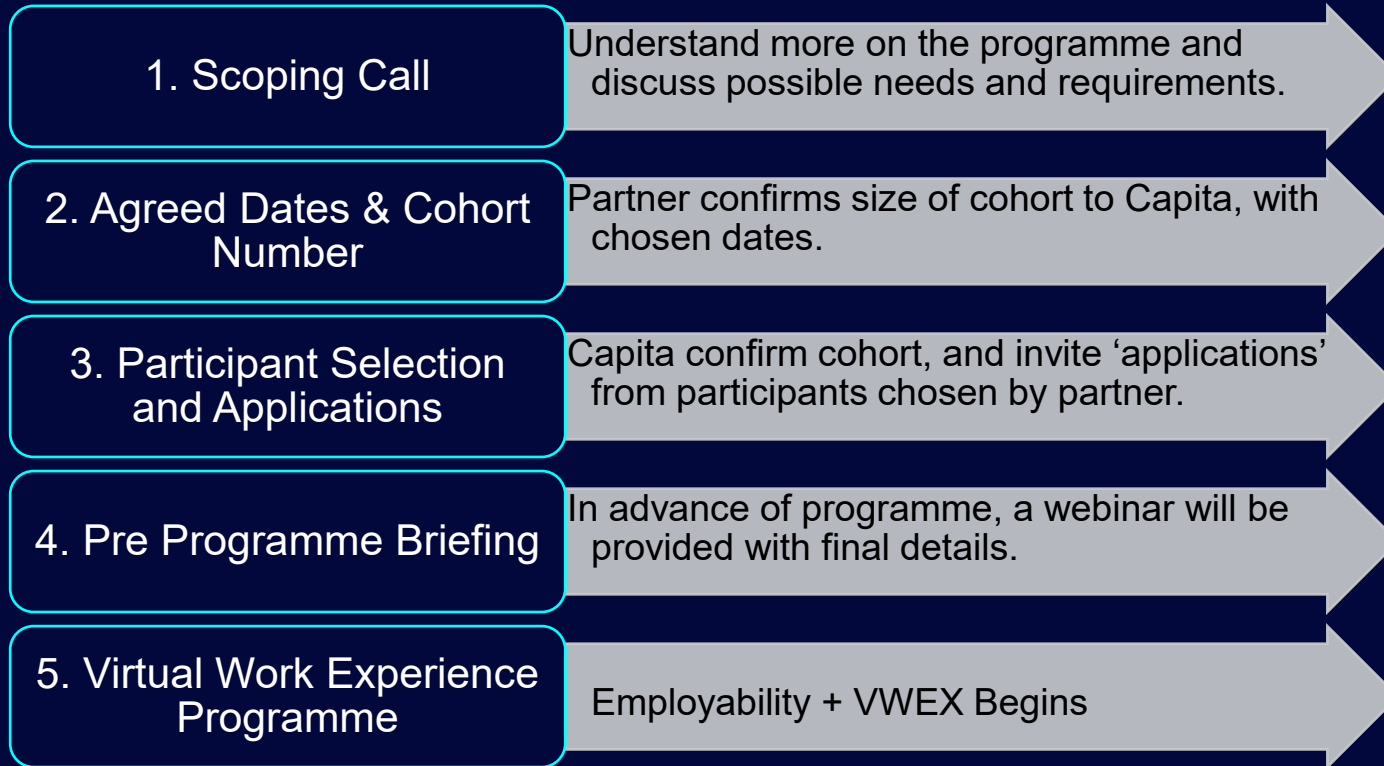 1. Scoping Call
Understand more on the programme and
discuss possible needs and requirements.
2. Agreed Dates & Cohort
Number
Partner confirms size of cohort to Capita, with
chosen dates.
3. Participant Selection
and Applications
Capita confirm cohort, and invite ‘applications’
from participants chosen by partner.
4. Pre Programme Briefing
In advance of programme, a webinar will be
provided with final details.
5. Virtual Work Experience
Programme
Employability + VWEX Begins